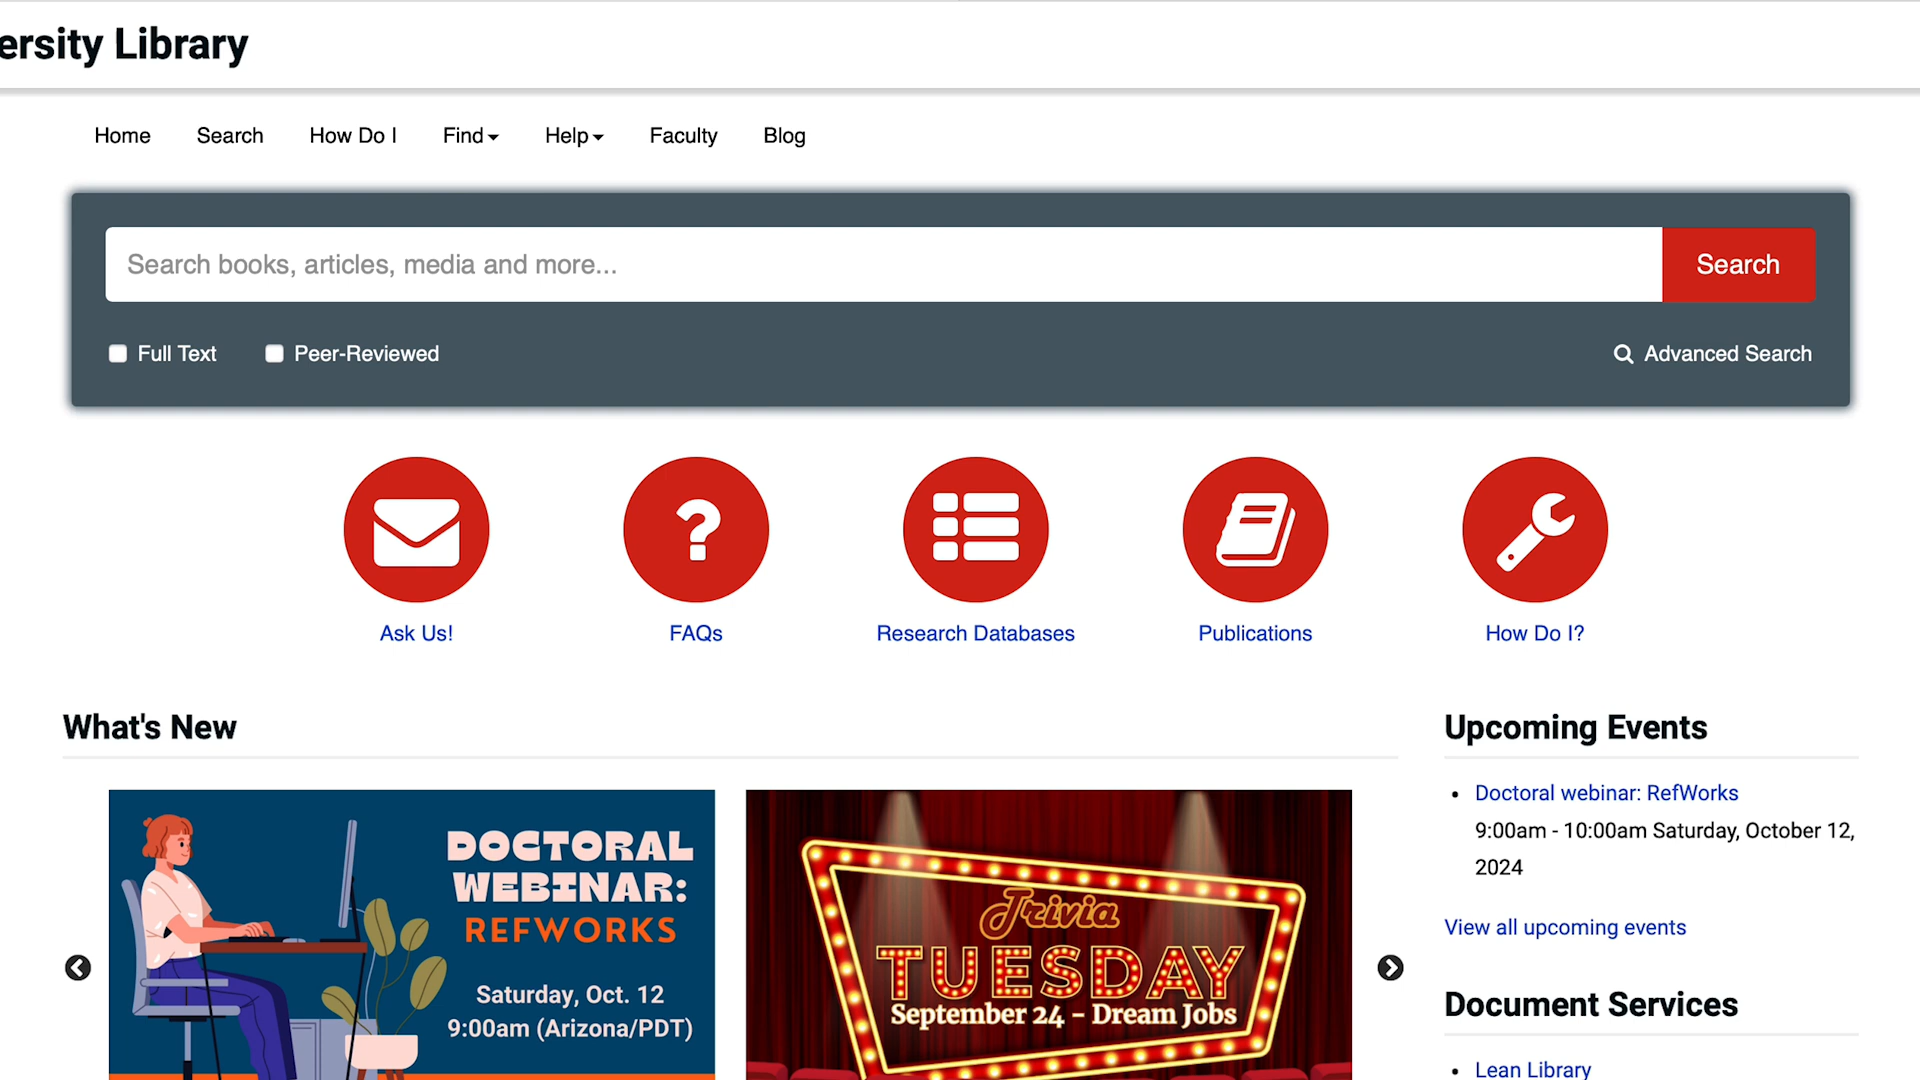 ersity Library
Home Search How Do I Find Help Faculty Blog
Search books, articles, media and more...
Search
Full Text Peer-Reviewed
Advanced Search
Ask Us! FAQs Research Databases Publications How Do I?
What's New
DOCTORAL
WEBINAR:
REFWORKS
Saturday, Oct. 12
9:00am (Arizona/PDT)
Trivia
TUESDAY
September 24 - Dream Jobs
Upcoming Events
Doctoral webinar: RefWorks
9:00am - 10:00am Saturday, October 12,
2024
View all upcoming events
Document Services
Lean Library